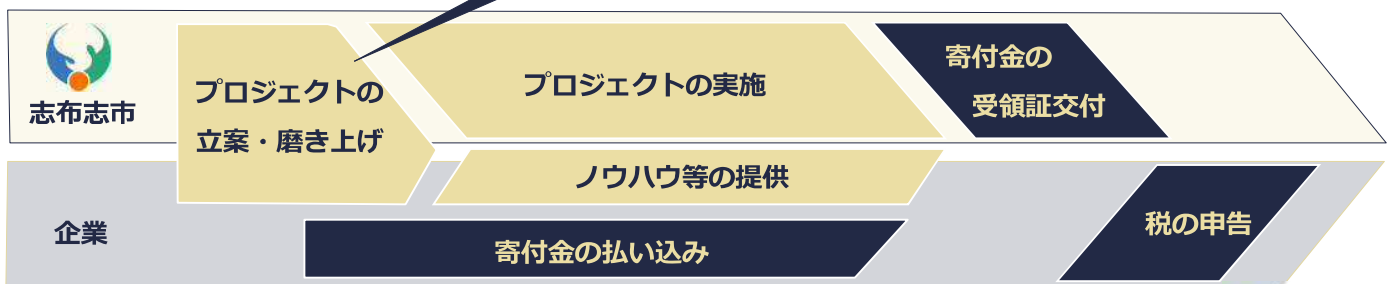 志布志市
プロジェクトの
立案・磨き上げ
プロジェクトの実施
寄付金の
受領証交付
ノウハウ等の提供
企業
寄付金の払い込み
税の申告